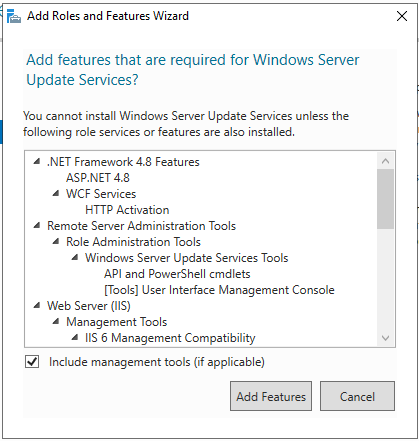 Add Roles and Features Wizard
Add features that are required for Windows Server
Update Services?
You cannot install Windows Server Update Services unless the
following role services or features are also installed.
.NET Framework 4.8 Features
ASP.NET 4.8
WCF Services
HTTP Activation
Remote Server Administration Tools
Role Administration Tools
Windows Server Update Services Tools
API and PowerShell cmdlets
[Tools] User Interface Management Console
Web Server (IIS)
Management Tools
IIS 6 Management Compatibility
Include management tools (if applicable)
Add Features
Cancel